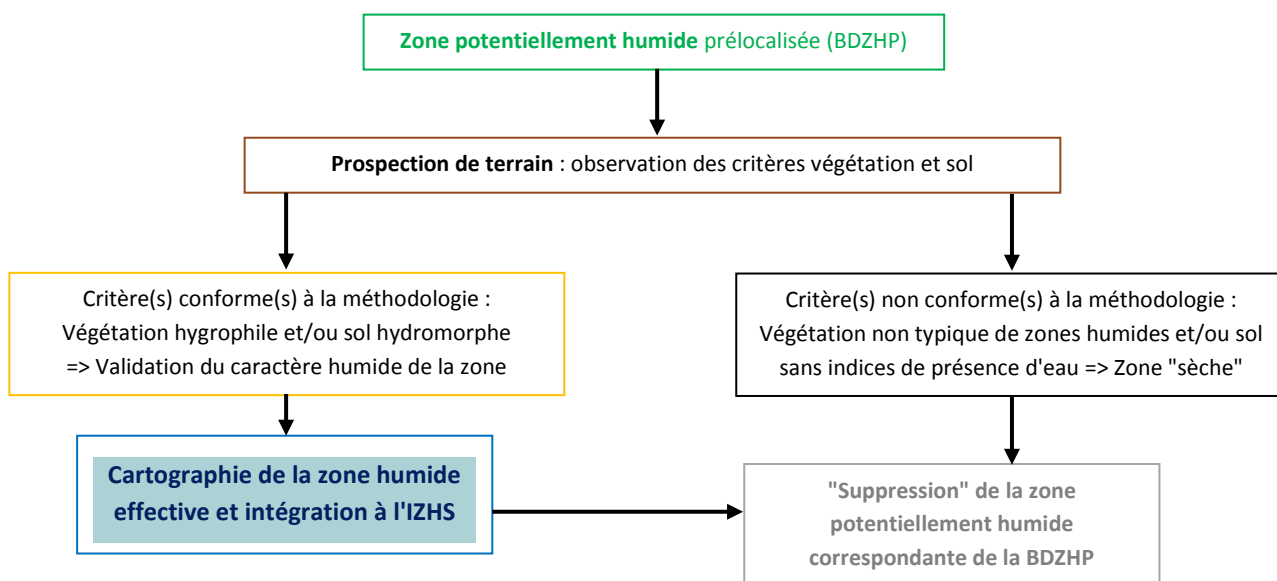 Zone potentiellement humide prélocalisée (BDZHP)
Prospection de terrain : observation des critères végétation et sol
Critère(s) conforme(s) à la méthodologie :
Végétation hygrophile et/ou sol hydromorphe
=> Validation du caractère humide de la zone
Critère(s) non conforme(s) à la méthodologie :
Végétation non typique de zones humides et/ou sol
sans indices de présence d'eau => Zone "sèche"
Cartographie de la zone humide
effective et intégration à l'IZHS
"Suppression" de la zone
potentiellement humide
correspondante de la BDZHP